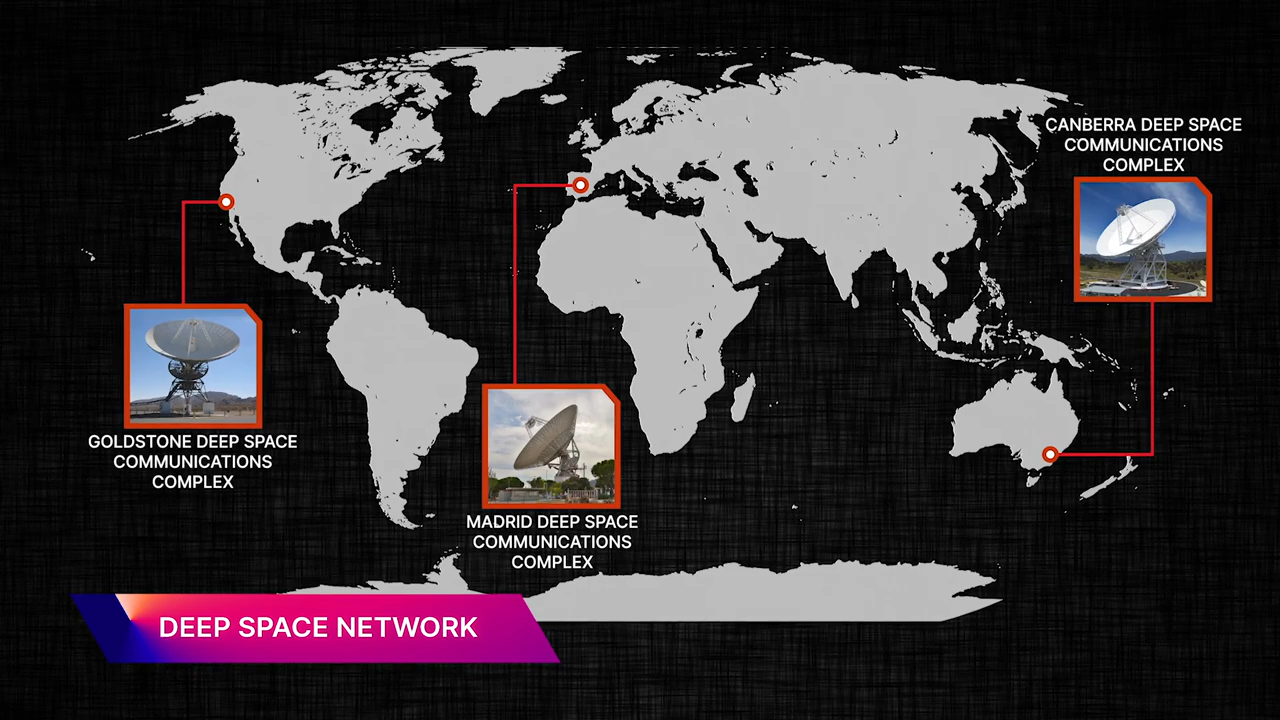 CANBERRA DEEP SPACE
COMMUNICATIONS
COMPLEX
GOLDSTONE DEEP SPACE
COMMUNICATIONS
COMPLEX
MADRID DEEP SPACE
COMMUNICATIONS
COMPLEX
DEEP SPACE NETWORK